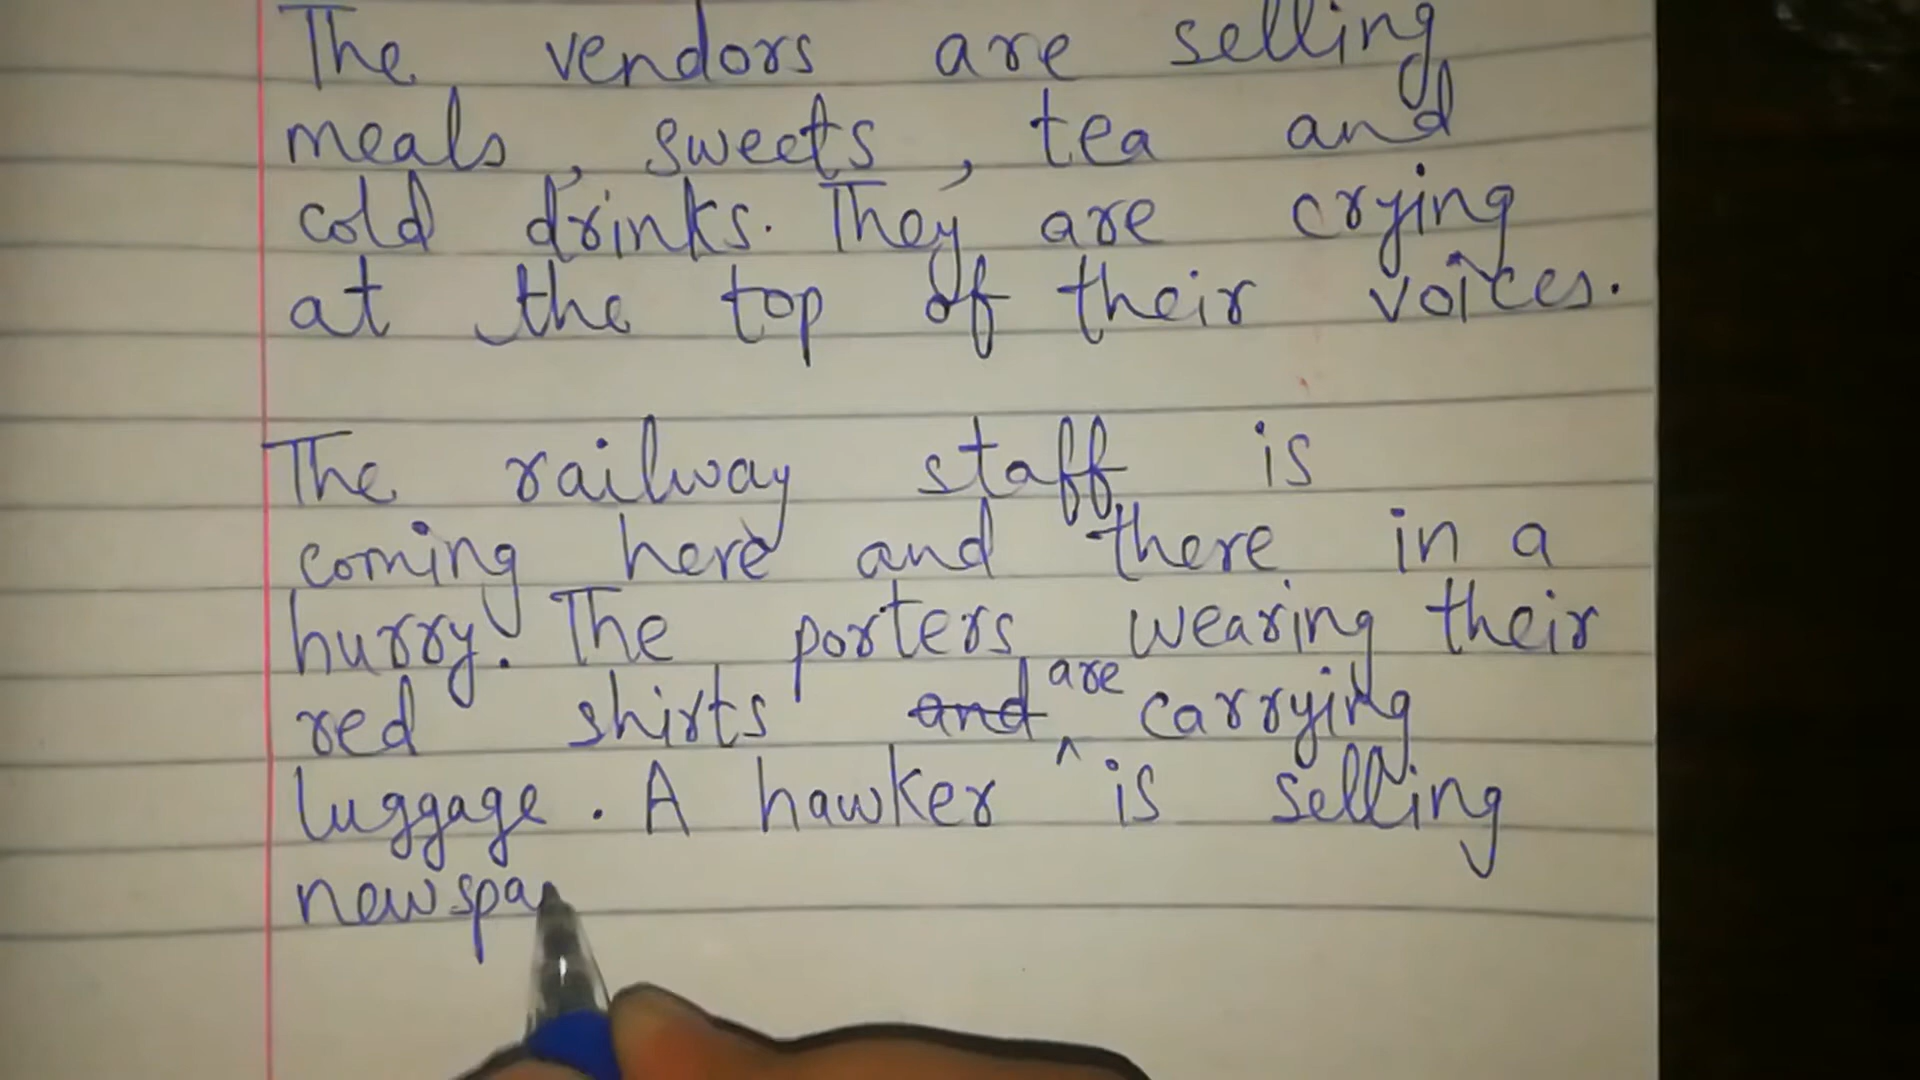 The vendors are selling
meals, sweets, tea and
cold drinks. They are crying
at the top of their voices.
The railway staff is
coming here and there in a
hurry. The porters wearing their
red shirts and ^are carrying
luggage. A hawker is selling
newspa